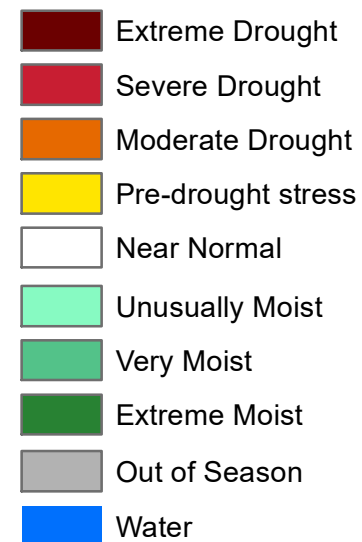 Extreme Drought
Severe Drought
Moderate Drought
Pre-drought stress
Near Normal
Unusually Moist
Very Moist
Extreme Moist
Out of Season
Water